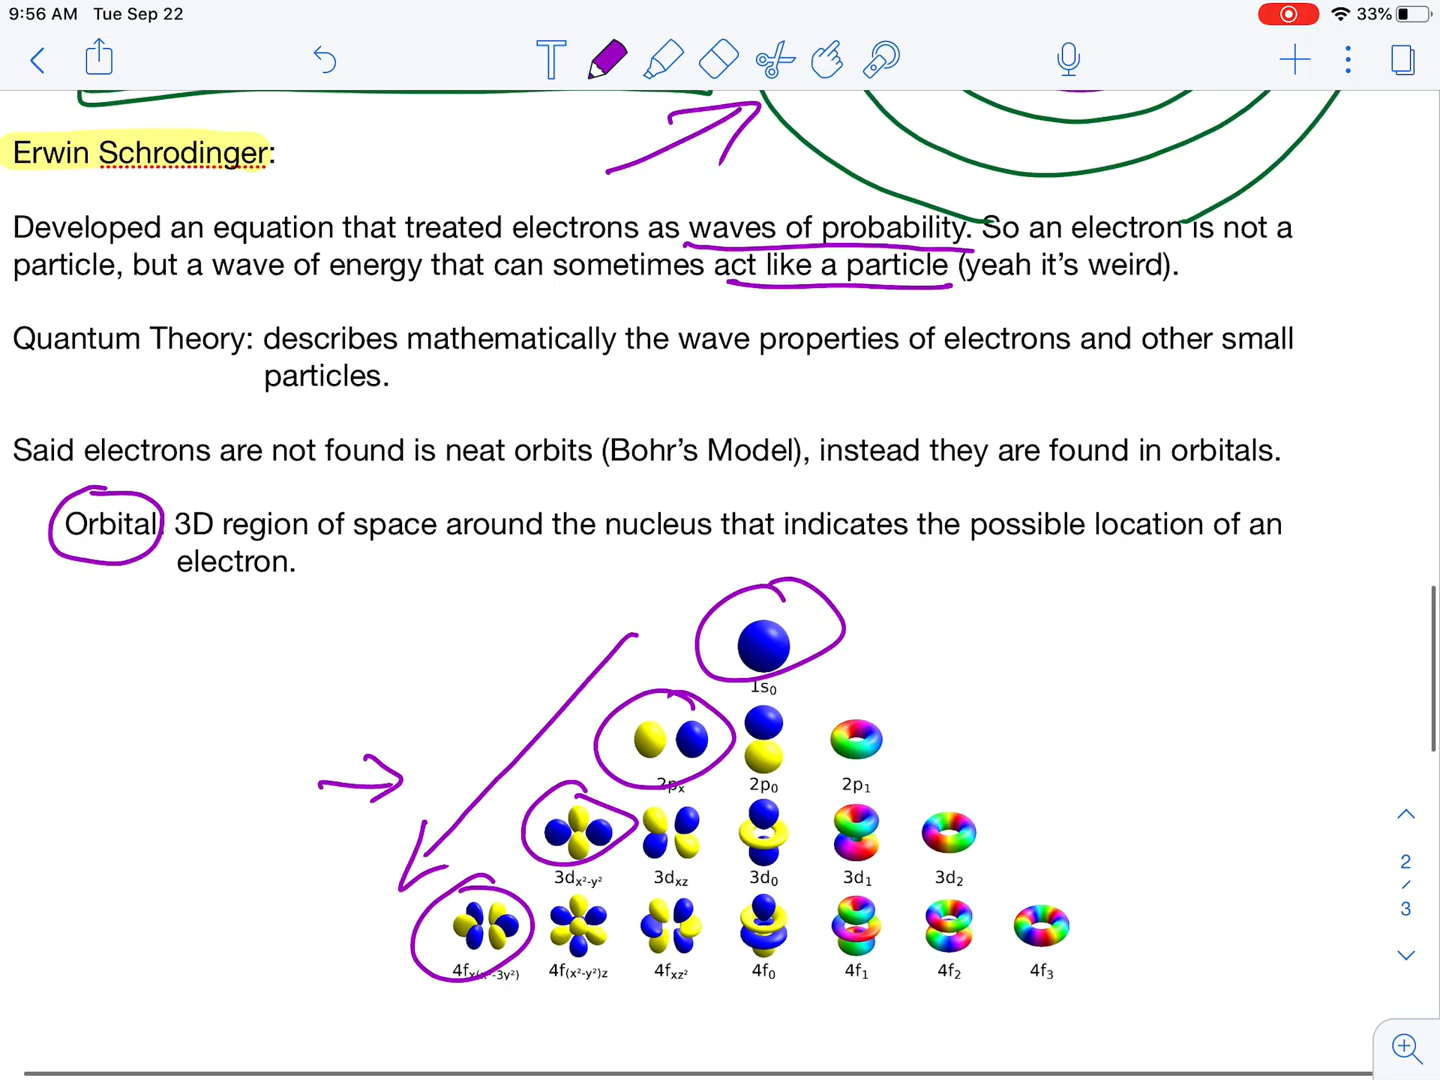 9:56 AM Tue Sep 22
33%
Erwin Schrodinger:
Developed an equation that treated electrons as waves of probability. So an electron is not a
particle, but a wave of energy that can sometimes act like a particle (yeah it's weird).
Quantum Theory: describes mathematically the wave properties of electrons and other small
particles.
Said electrons are not found is neat orbits (Bohr's Model), instead they are found in orbitals.
Orbital: 3D region of space around the nucleus that indicates the possible location of an
electron.
1s₀
2pₓ 2p₀ 2p₁
3dx²-y² 3dxz 3d₀ 3d₁ 3d₂
4fx(x²-3y²) 4f(x²-y²)z 4fxz² 4f₀ 4f₁ 4f₂ 4f₃
2
/
3